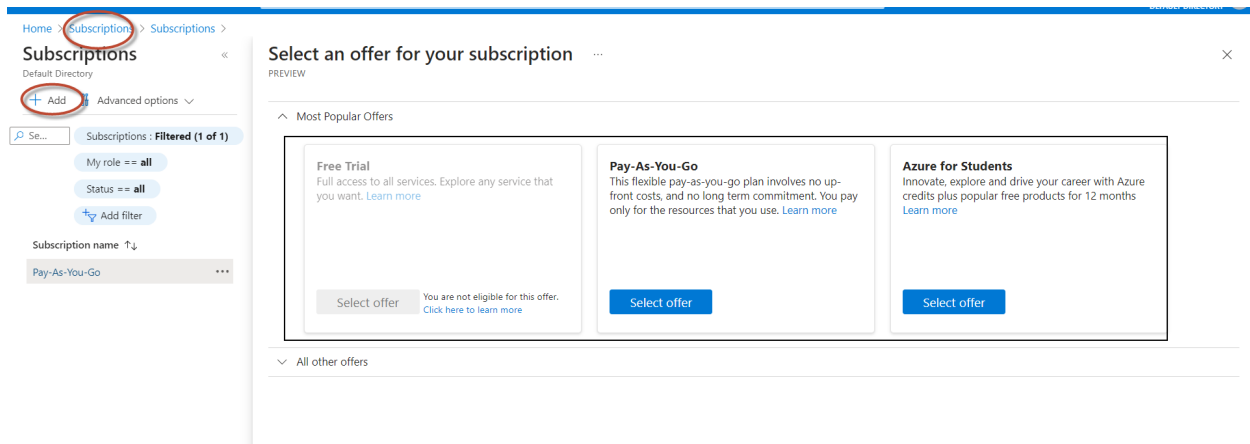 DEFAULT DIRECTORY
Home > Subscriptions > Subscriptions >
Subscriptions «
Default Directory
+ Add Advanced options
Se...
Subscriptions : Filtered (1 of 1)
My role == all
Status == all
Add filter
Subscription name ↑↓
Pay-As-You-Go ...
Select an offer for your subscription ...
PREVIEW
Most Popular Offers
Free Trial
Full access to all services. Explore any service that
you want. Learn more
Select offer
You are not eligible for this offer.
Click here to learn more
Pay-As-You-Go
This flexible pay-as-you-go plan involves no up-
front costs, and no long term commitment. You pay
only for the resources that you use. Learn more
Select offer
Azure for Students
Innovate, explore and drive your career with Azure
credits plus popular free products for 12 months
Learn more
Select offer
All other offers